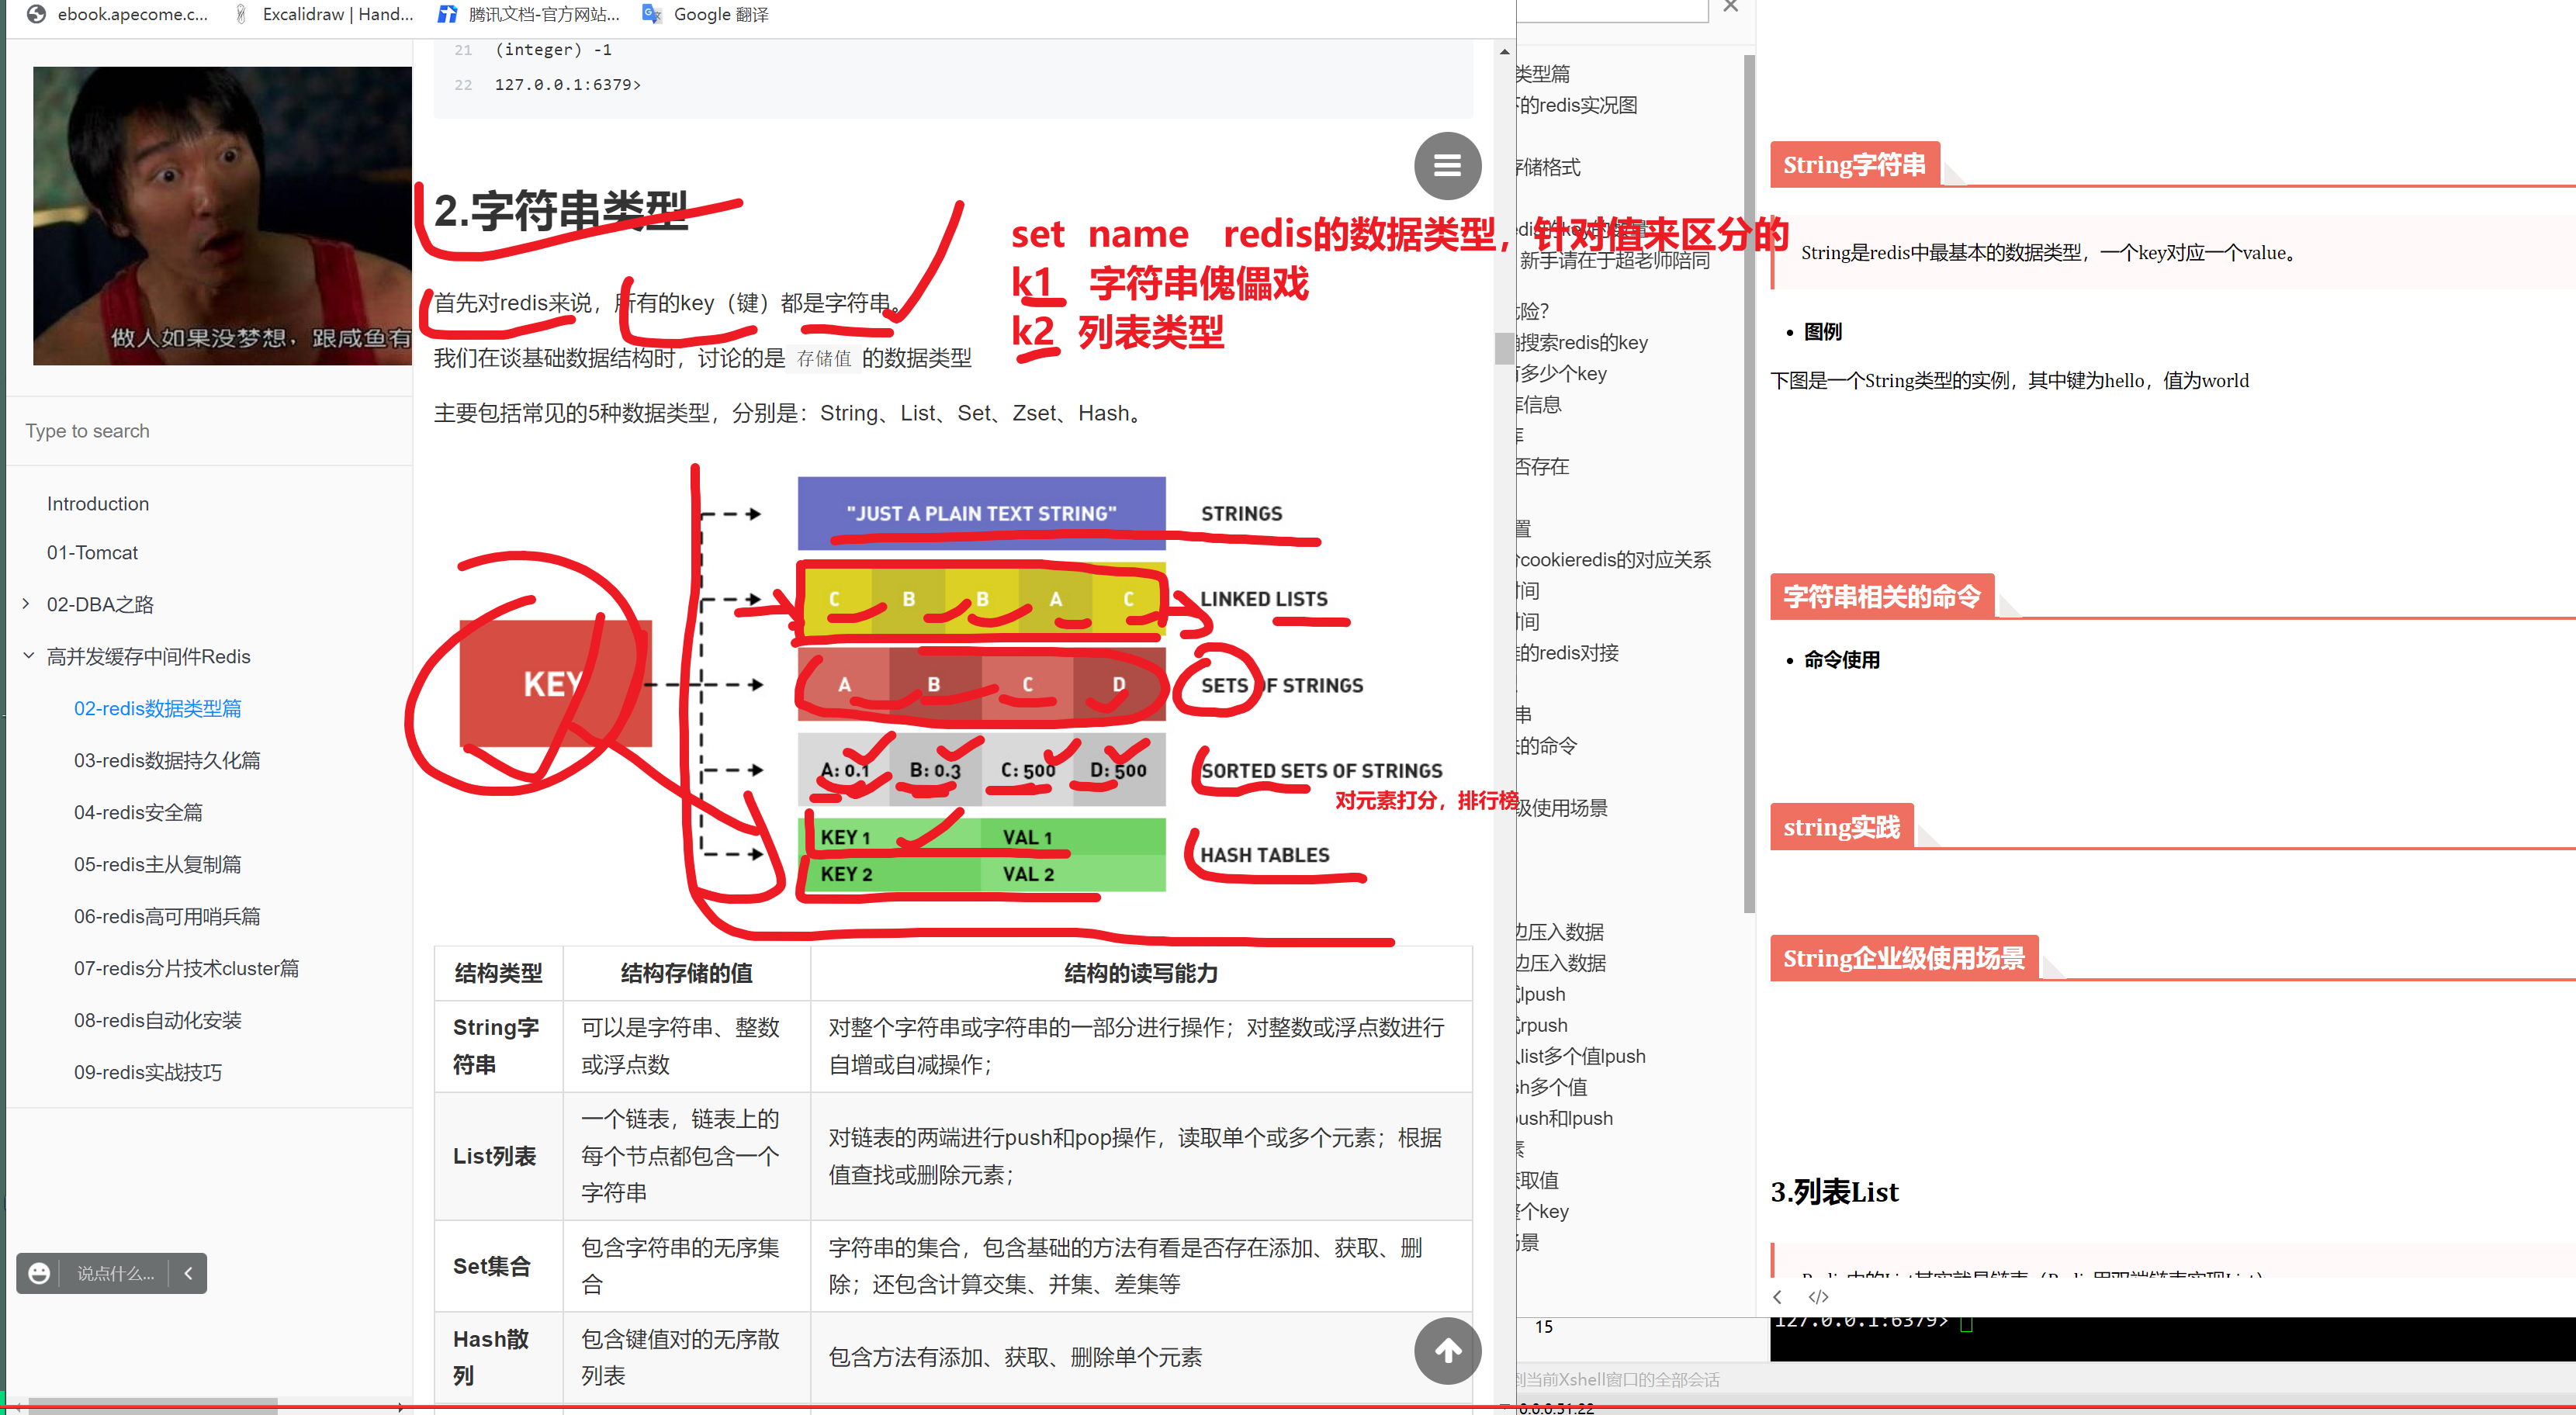 ebook.apecome.c...
Excalidraw | Hand...
腾讯文档-官方网站...
Google 翻译
21 (integer) -1
22 127.0.0.1:6379>
做人如果没梦想，跟咸鱼有
Type to search
Introduction
01-Tomcat
02-DBA之路
高并发缓存中间件Redis
02-redis数据类型篇
03-redis数据持久化篇
04-redis安全篇
05-redis主从复制篇
06-redis高可用哨兵篇
07-redis分片技术cluster篇
08-redis自动化安装
09-redis实战技巧
说点什么...
2.字符串类型
首先对redis来说，所有的key（键）都是字符串。
我们在谈基础数据结构时，讨论的是 存储值 的数据类型
主要包括常见的5种数据类型，分别是：String、List、Set、Zset、Hash。
set name redis的数据类型，针对值来区分的
k1 字符串傀儡戏
k2 列表类型
KEY
"JUST A PLAIN TEXT STRING" STRINGS
C B B A C LINKED LISTS
A B C D SETS OF STRINGS
A: 0.1 B: 0.3 C: 500 D: 500 SORTED SETS OF STRINGS
对元素打分，排行榜
KEY 1 VAL 1
HASH TABLES
KEY 2 VAL 2
结构类型 结构存储的值 结构的读写能力
String字符串 可以是字符串、整数或浮点数 对整个字符串或字符串的一部分进行操作；对整数或浮点数进行自增或自减操作；
List列表 一个链表，链表上的每个节点都包含一个字符串 对链表的两端进行push和pop操作，读取单个或多个元素；根据值查找或删除元素；
Set集合 包含字符串的无序集合 字符串的集合，包含基础的方法有看是否存在添加、获取、删除；还包含计算交集、并集、差集等
Hash散列 包含键值对的无序散列表 包含方法有添加、获取、删除单个元素
类型篇
的redis实况图
存储格式
新手请在于超老师陪同
危险？
搜索redis的key
有多少个key
库信息
否存在
置
cookieredis的对应关系
时间
时间
的redis对接
串
关的命令
级使用场景
边压入数据
边压入数据
lpush
rpush
list多个值lpush
sh多个值
push和lpush
素
获取值
整个key
场景
String字符串
String是redis中最基本的数据类型，一个key对应一个value。
图例
下图是一个String类型的实例，其中键为hello，值为world
字符串相关的命令
命令使用
string实践
String企业级使用场景
3.列表List
</>
15
127.0.0.1:6379>
到当前Xshell窗口的全部会话